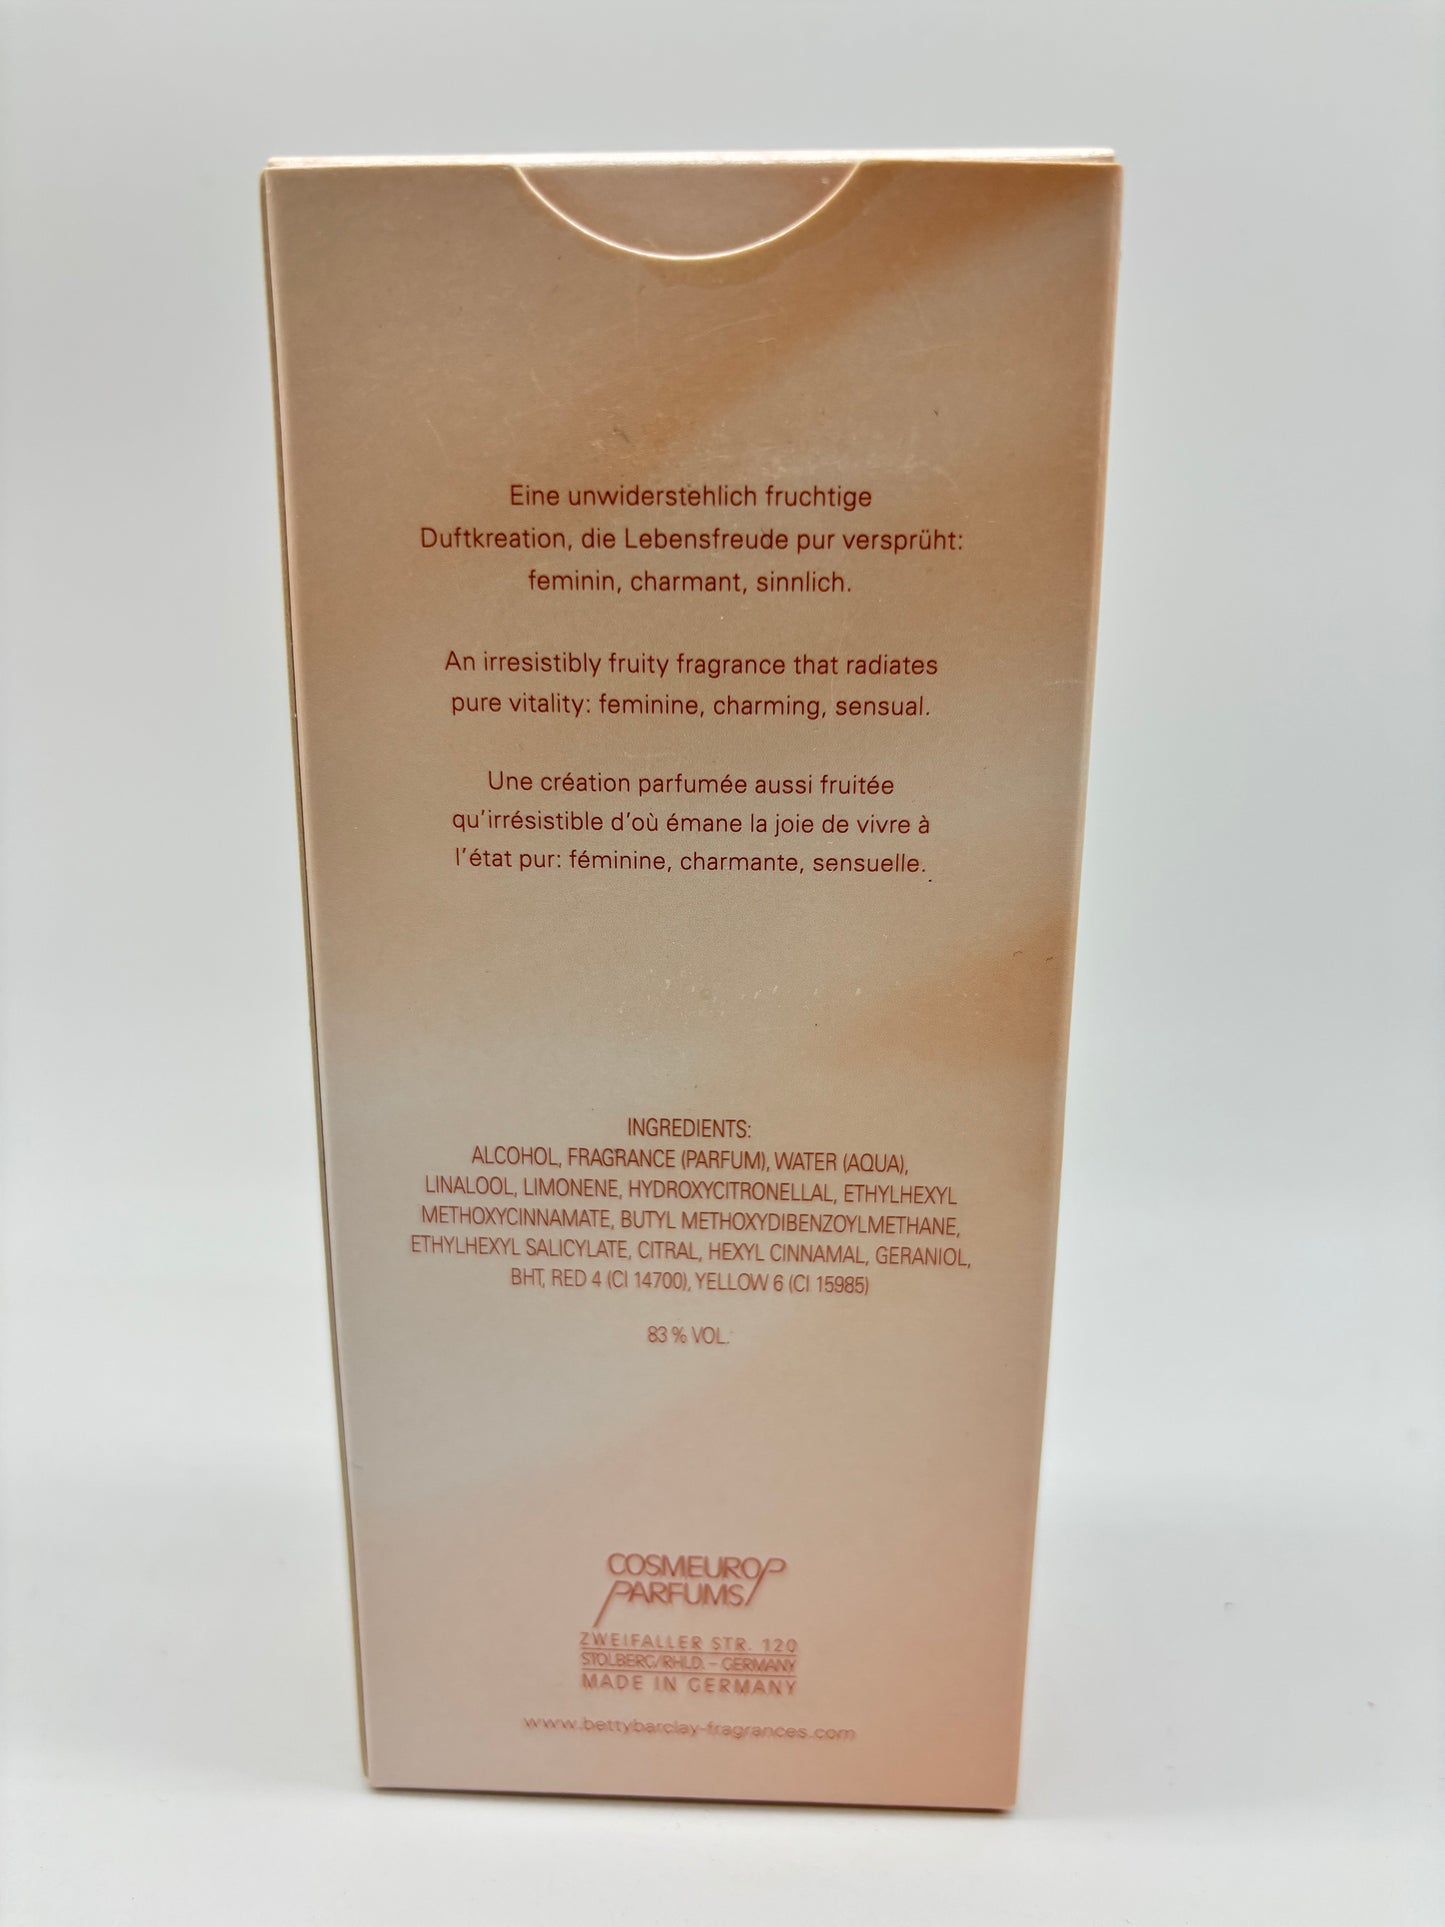 Eine unwiderstehlich fruchtige
Duftkreation, die Lebensfreude pur versprüht:
feminin, charmant, sinnlich.
An irresistibly fruity fragrance that radiates
pure vitality: feminine, charming, sensual.
Une création parfumée aussi fruitée
qu'irrésistible d'où émane la joie de vivre à
l'état pur: féminine, charmante, sensuelle.
INGREDIENTS:
ALCOHOL, FRAGRANCE (PARFUM), WATER (AQUA),
LINALOOL, LIMONENE, HYDROXYCITRONELLAL, ETHYLHEXYL
METHOXYCINNAMATE, BUTYL METHOXYDIBENZOYLMETHANE,
ETHYLHEXYL SALICYLATE, CITRAL, HEXYL CINNAMAL, GERANIOL,
BHT, RED 4 (CI 14700), YELLOW 6 (CI 15985)
83 % VOL.
COSMEUROP
PARFUMS
ZWEIFALLER STR. 120
STOLBERG/RHLD. – GERMANY
MADE IN GERMANY
www.bettybarclay-fragrances.com